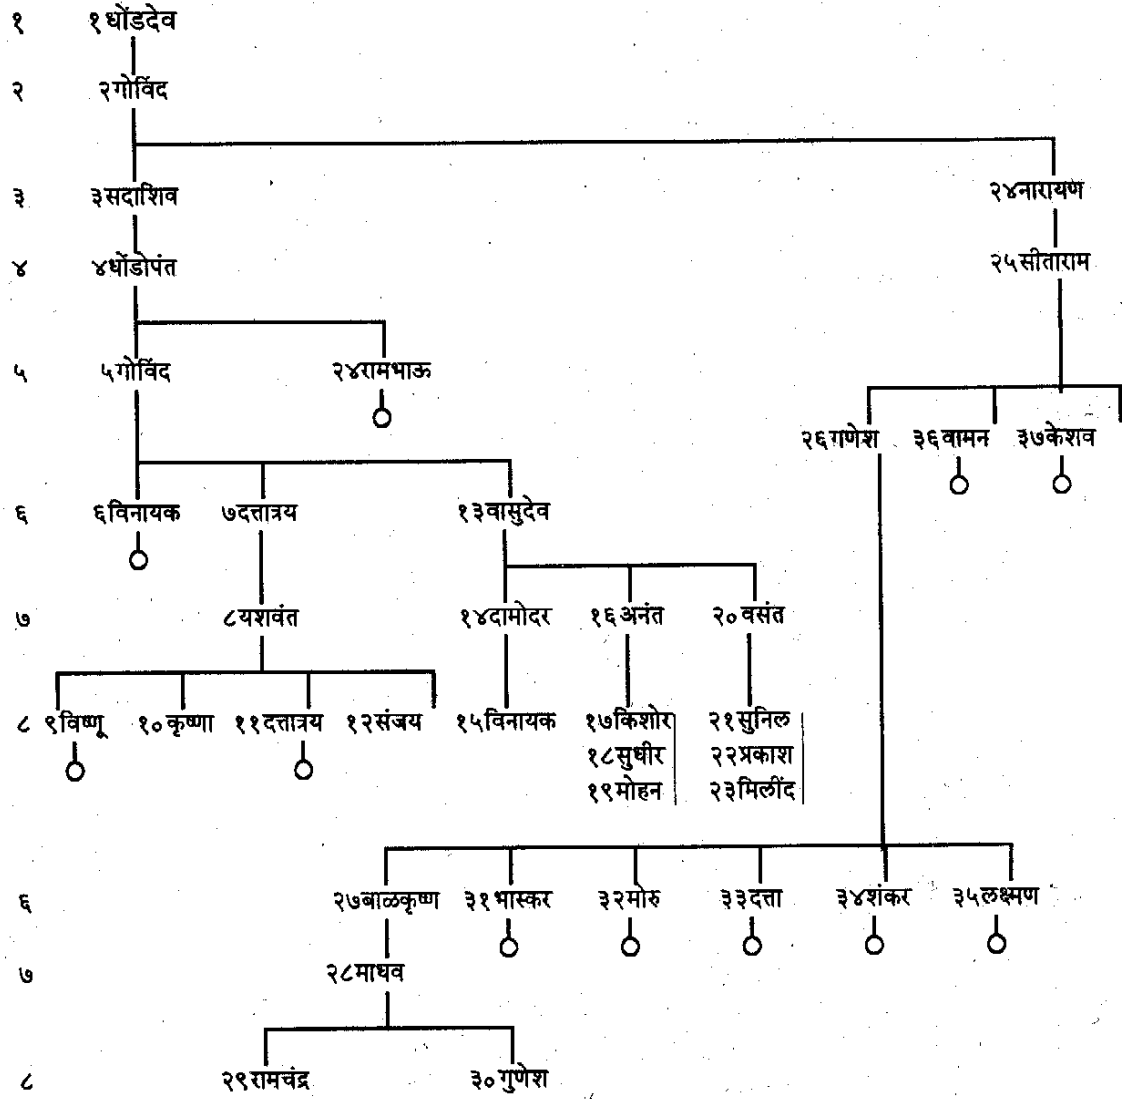 १ १धोंडदेव
२ २गोविंद
३ ३सदाशिव २४नारायण
४ ४धोंडोपंत २५सीताराम
५ ५गोविंद २४रामभाऊ
२६गणेश ३६वामन ३७केशव
६ ६विनायक ७दत्तात्रय १३वासुदेव
७ ८यशवंत १४दामोदर १६अनंत २०वसंत
८ ९विष्णू १०कृष्णा ११दत्तात्रय १२संजय १५विनायक १७किशोर २१सुनिल
१८सुधीर २२प्रकाश
१९मोहन २३मिलींद
६ २७बाळकृष्ण ३१भास्कर ३२मोरु ३३दत्ता ३४शंकर ३५लक्ष्मण
७ २८माधव
८ २९रामचंद्र ३०गुणेश